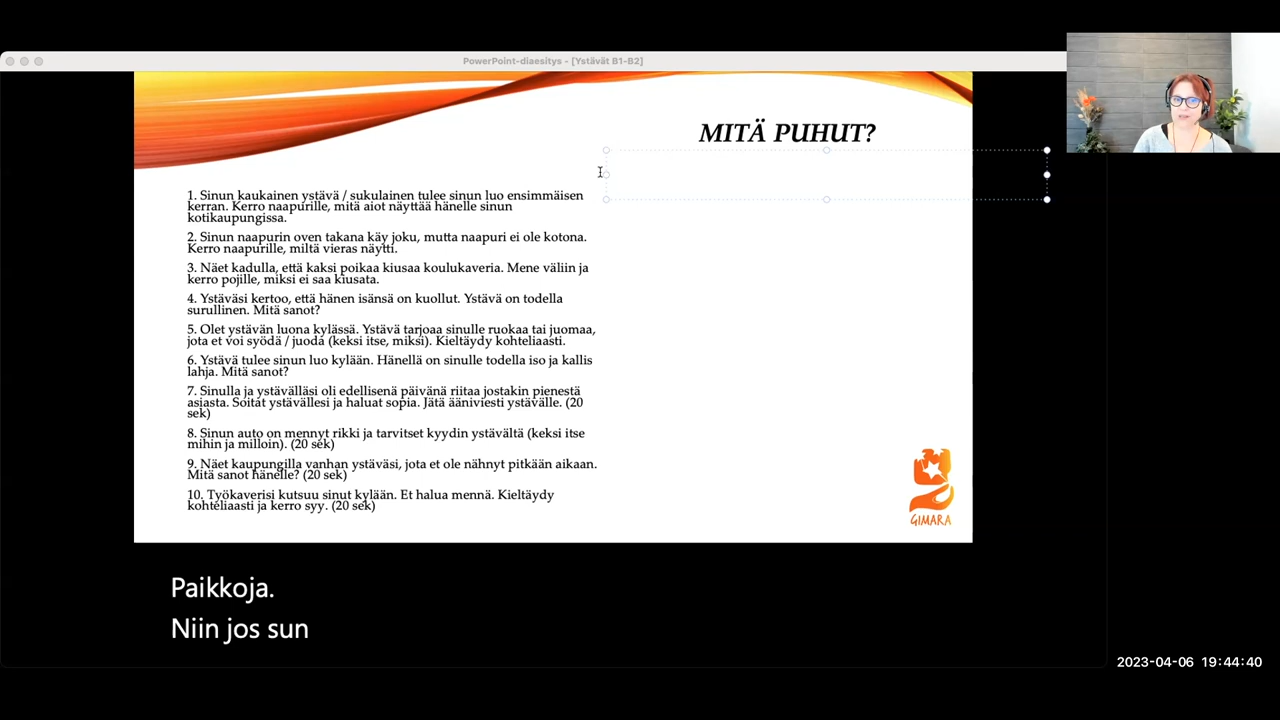 PowerPoint-diaesitys - [Ystävät B1-B2]
MITÄ PUHUT?
1. Sinun kaukainen ystävä / sukulainen tulee sinun luo ensimmäisen
kerran. Kerro naapurille, mitä aiot näyttää hänelle sinun
kotikaupungissa.
2. Sinun naapurin oven takana käy joku, mutta naapuri ei ole kotona.
Kerro naapurille, miltä vieras näytti.
3. Näet kadulla, että kaksi poikaa kiusaa koulukaveria. Mene väliin ja
kerro pojille, miksi ei saa kiusata.
4. Ystäväsi kertoo, että hänen isänsä on kuollut. Ystävä on todella
surullinen. Mitä sanot?
5. Olet ystävän luona kylässä. Ystävä tarjoaa sinulle ruokaa tai juomaa,
jota et voi syödä / juoda (keksi itse, miksi). Kieltäydy kohteliaasti.
6. Ystävä tulee sinun luo kylään. Hänellä on sinulle todella iso ja kallis
lahja. Mitä sanot?
7. Sinulla ja ystävälläsi oli edellisenä päivänä riitaa jostakin pienestä
asiasta. Soitat ystävällesi ja haluat sopia. Jätä ääniviesti ystävälle. (20
sek)
8. Sinun auto on mennyt rikki ja tarvitset kyydin ystävältä (keksi itse
mihin ja milloin). (20 sek)
9. Näet kaupungilla vanhan ystäväsi, jota et ole nähnyt pitkään aikaan.
Mitä sanot hänelle? (20 sek)
10. Työkaverisi kutsuu sinut kylään. Et halua mennä. Kieltäydy
kohteliaasti ja kerro syy. (20 sek)
GIMARA
Paikkoja.
Niin jos sun
2023-04-06 19:44:40